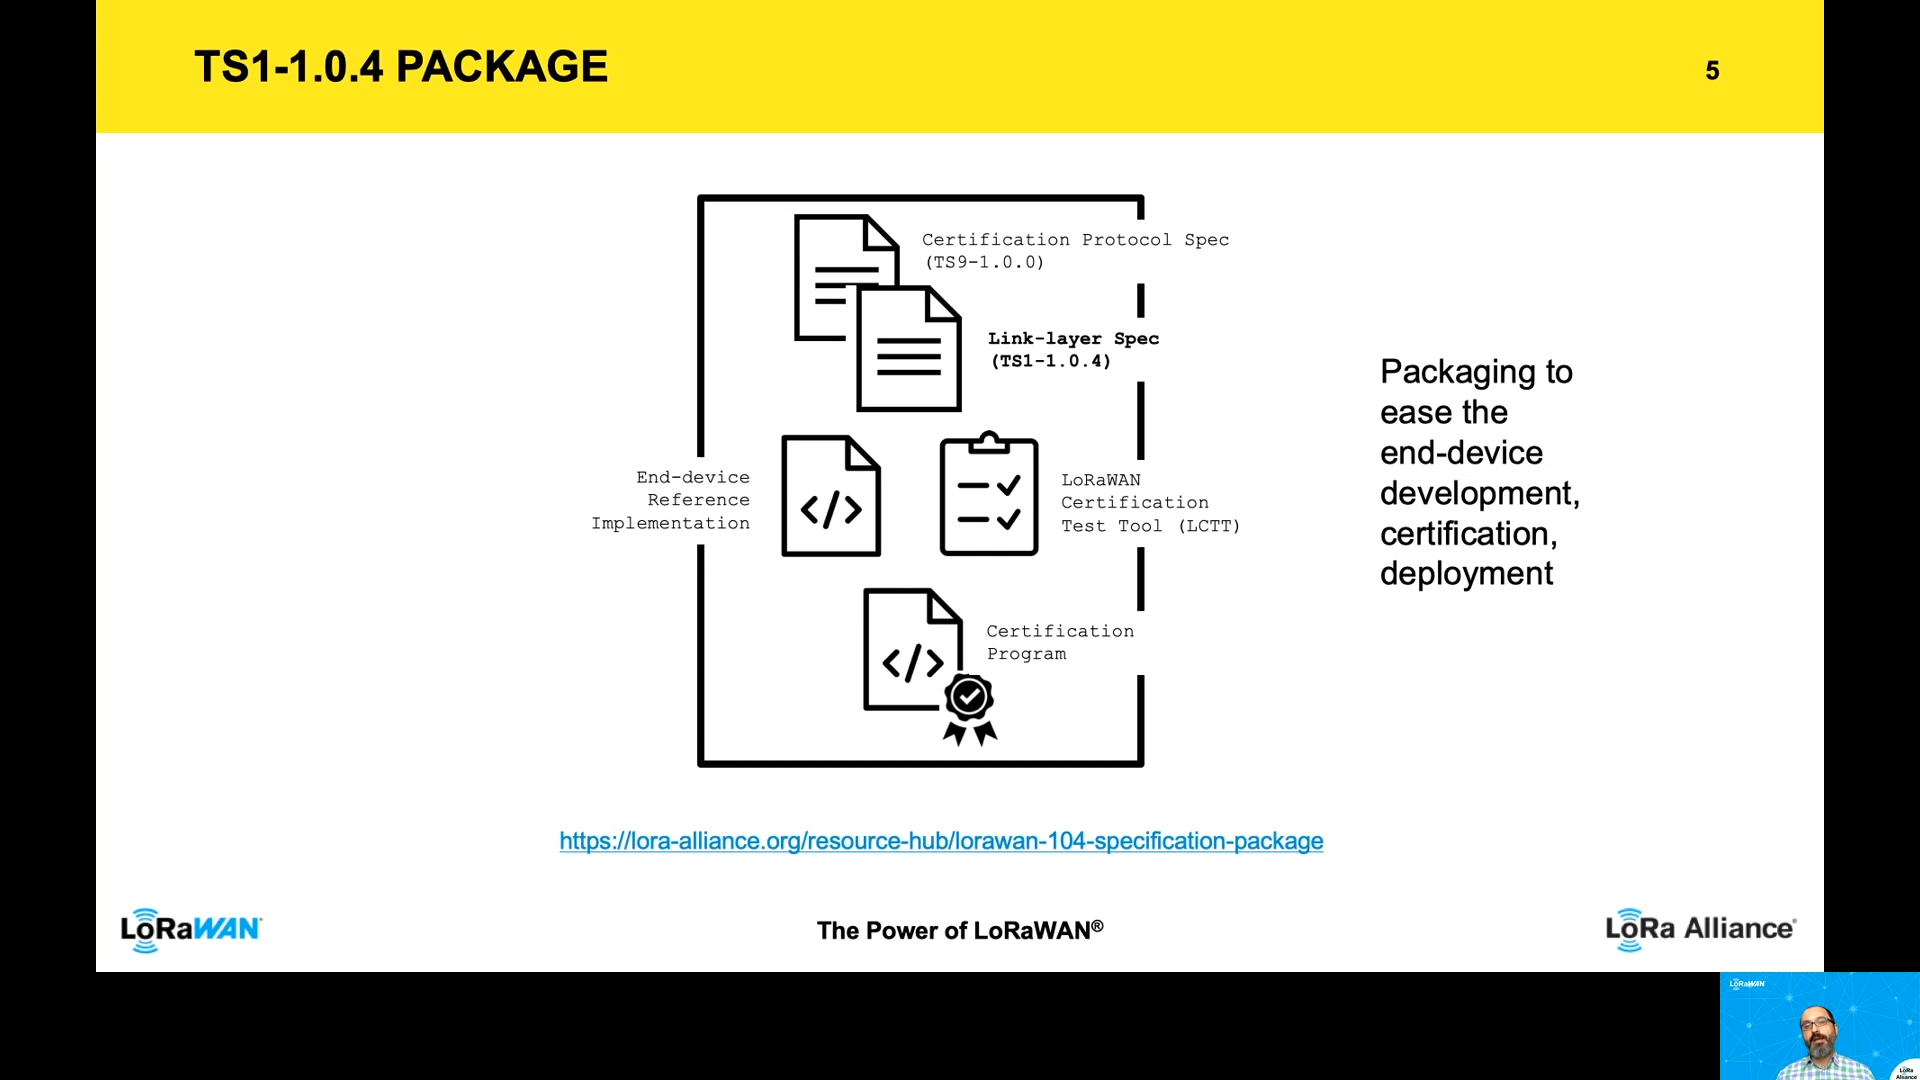 TS1-1.0.4 PACKAGE
5
Certification Protocol Spec
(TS9-1.0.0)
Link-layer Spec
(TS1-1.0.4)
End-device
Reference
Implementation
</>
LoRaWAN
Certification
Test Tool (LCTT)
Certification
Program
</>
Packaging to
ease the
end-device
development,
certification,
deployment
https://lora-alliance.org/resource-hub/lorawan-104-specification-package
LoRaWAN
The Power of LoRaWAN®
LoRa Alliance®
LoRaWAN
LoRa
Alliance